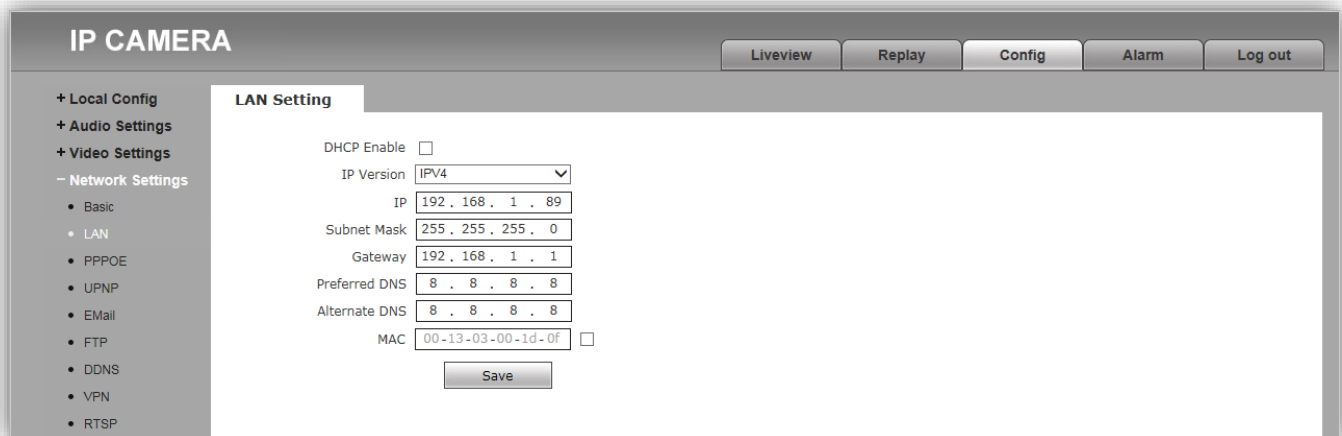 IP CAMERA
Liveview Replay Config Alarm Log out
+ Local Config
+ Audio Settings
+ Video Settings
− Network Settings
• Basic
• LAN
• PPPOE
• UPNP
• EMail
• FTP
• DDNS
• VPN
• RTSP
LAN Setting
DHCP Enable
IP Version IPV4
IP 192 . 168 . 1 . 89
Subnet Mask 255 . 255 . 255 . 0
Gateway 192 . 168 . 1 . 1
Preferred DNS 8 . 8 . 8 . 8
Alternate DNS 8 . 8 . 8 . 8
MAC 00-13-03-00-1d-0f
Save